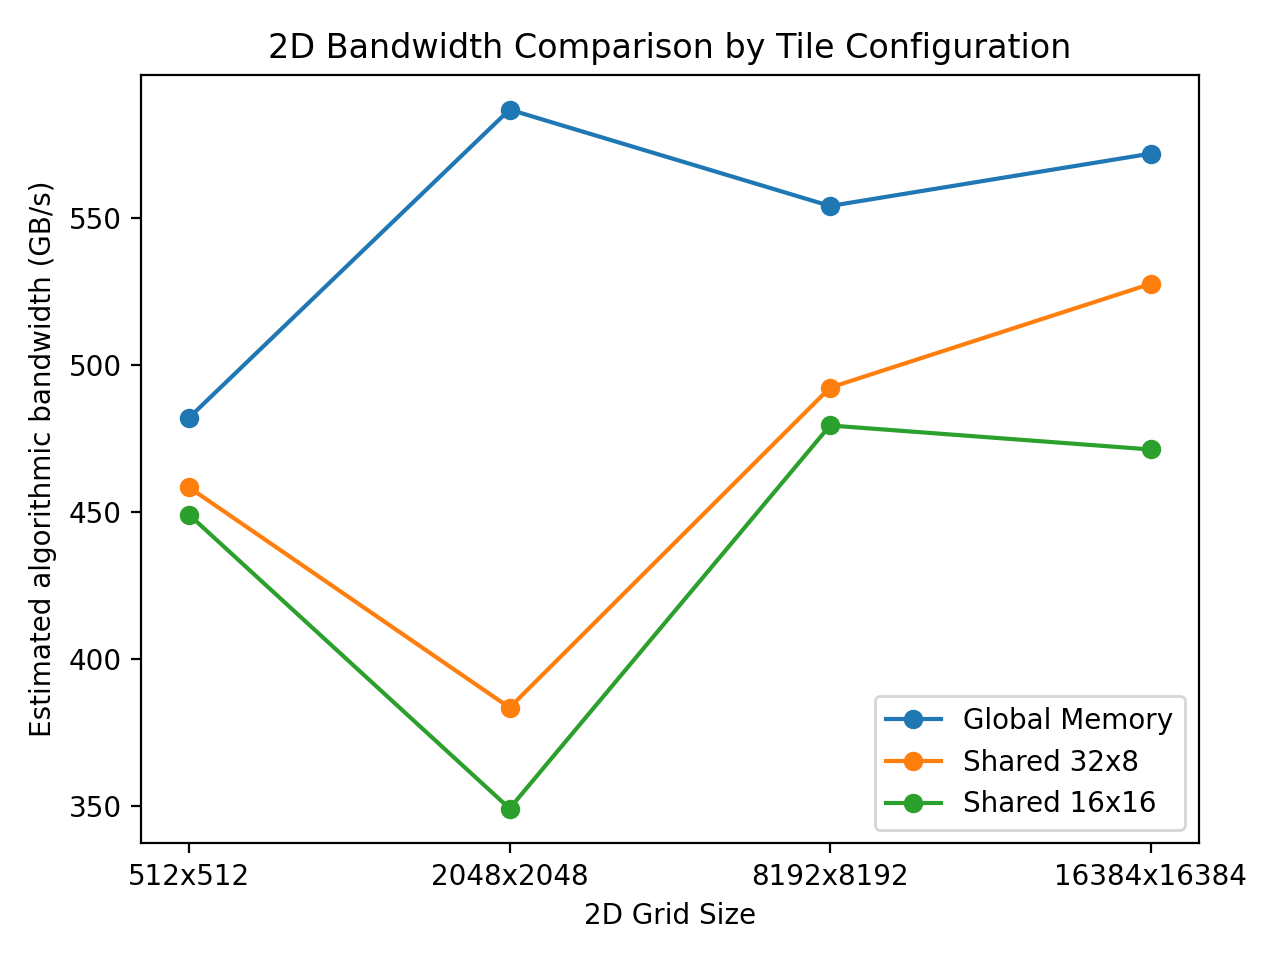 2D Bandwidth Comparison by Tile Configuration
Estimated algorithmic bandwidth (GB/s)
550
500
450
400
350
Global Memory
Shared 32x8
Shared 16x16
512x512 2048x2048 8192x8192 16384x16384
2D Grid Size